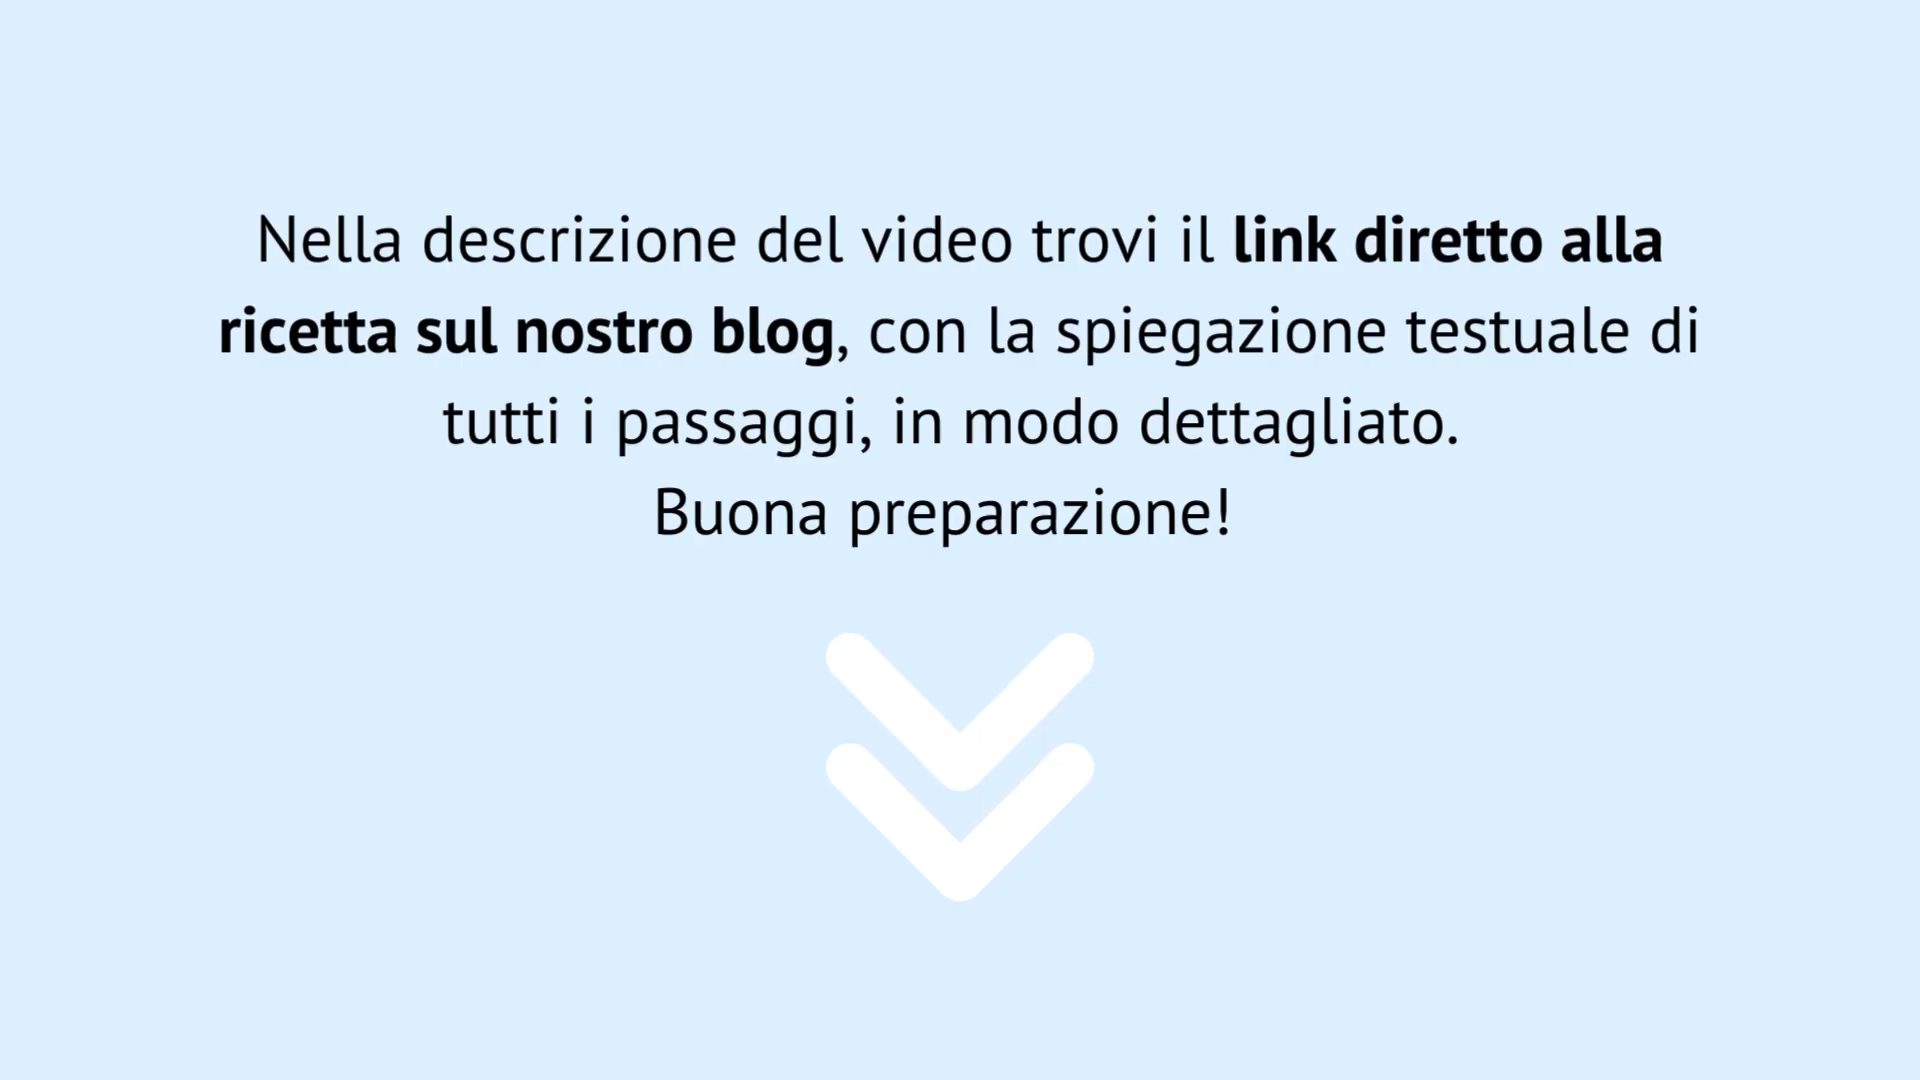 Nella descrizione del video trovi il link diretto alla
ricetta sul nostro blog, con la spiegazione testuale di
tutti i passaggi, in modo dettagliato.
Buona preparazione!